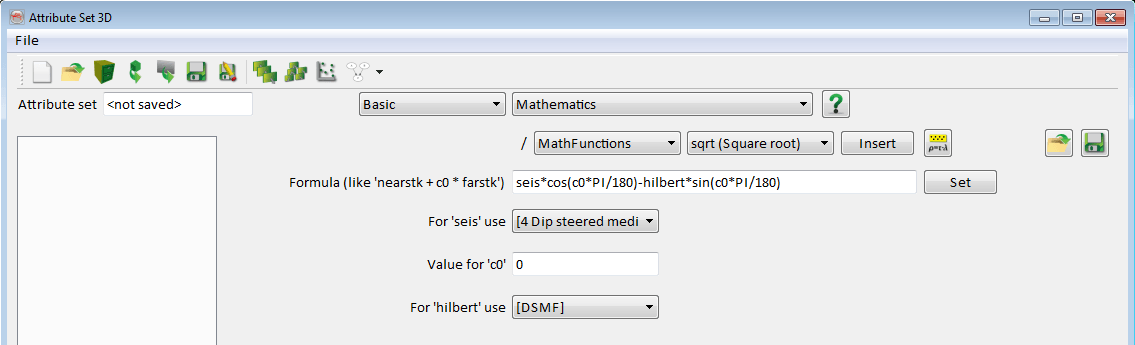 Attribute Set 3D
File
Attribute set <not saved> Basic Mathematics ?
/ MathFunctions sqrt (Square root) Insert
Formula (like 'nearstk + c0 * farstk') seis*cos(c0*PI/180)-hilbert*sin(c0*PI/180) Set
For 'seis' use [4 Dip steered medi
Value for 'c0' 0
For 'hilbert' use [DSMF]